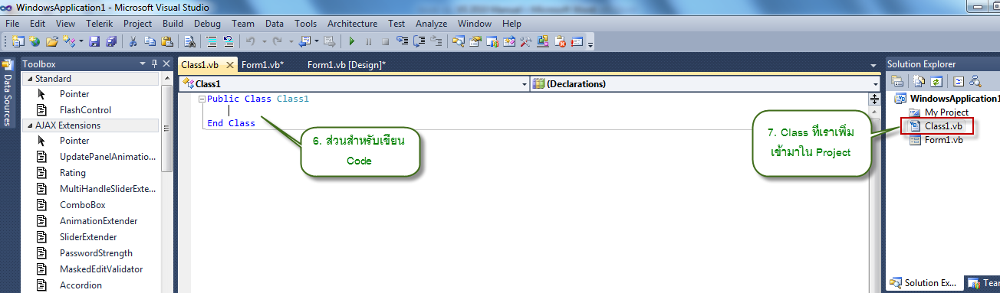 WindowsApplication1 - Microsoft Visual Studio
File Edit View Telerik Project Build Debug Team Data Tools Architecture Test Analyze Window Help
Data Sources
Toolbox
Standard
Pointer
FlashControl
AJAX Extensions
Pointer
UpdatePanelAnimatio...
Rating
MultiHandleSliderExte...
ComboBox
AnimationExtender
SliderExtender
PasswordStrength
MaskedEditValidator
Accordion
Class1.vb Form1.vb* Form1.vb [Design]*
Class1 (Declarations)
Public Class Class1
End Class
6. ส่วนสำหรับเขียน
Code
7. Class ที่เราเพิ่ม
เข้ามาใน Project
Solution Explorer
WindowsApplication1
My Project
Class1.vb
Form1.vb
Solution Ex... Tea